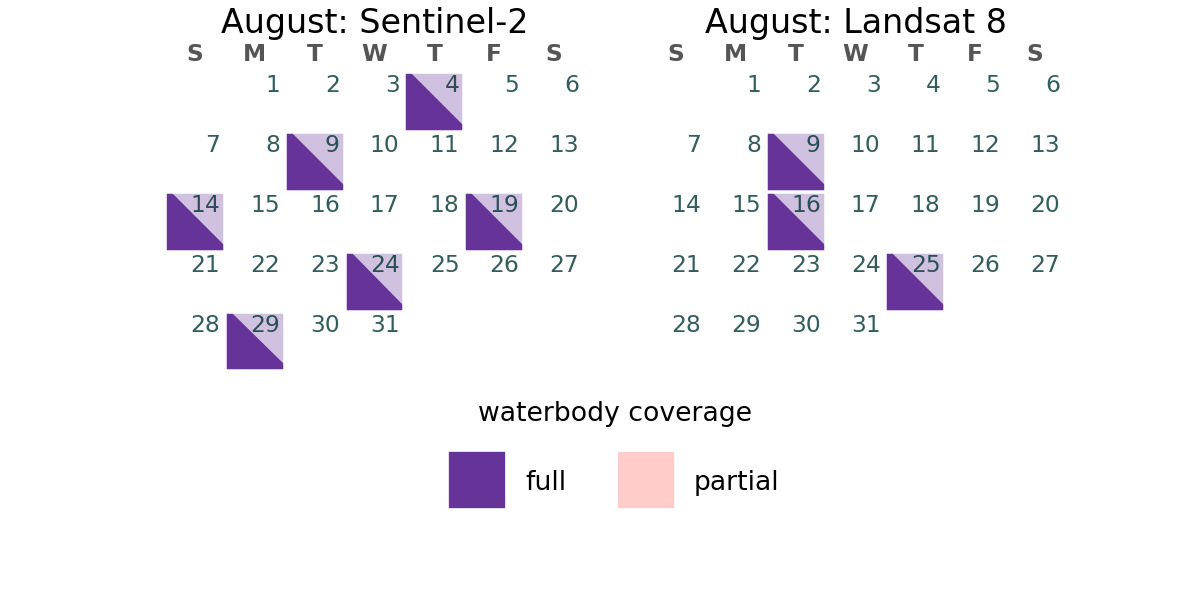 August: Sentinel-2
S M T W T F S
1 2 3 4 5 6
7 8 9 10 11 12 13
14 15 16 17 18 19 20
21 22 23 24 25 26 27
28 29 30 31
August: Landsat 8
S M T W T F S
1 2 3 4 5 6
7 8 9 10 11 12 13
14 15 16 17 18 19 20
21 22 23 24 25 26 27
28 29 30 31
waterbody coverage
full partial